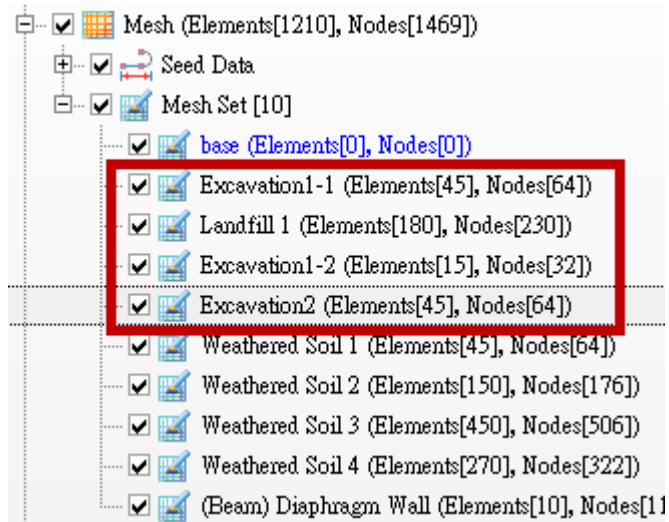 Mesh (Elements[1210], Nodes[1469])
Seed Data
Mesh Set [10]
base (Elements[0], Nodes[0])
Excavation1-1 (Elements[45], Nodes[64])
Landfill 1 (Elements[180], Nodes[230])
Excavation1-2 (Elements[15], Nodes[32])
Excavation2 (Elements[45], Nodes[64])
Weathered Soil 1 (Elements[45], Nodes[64])
Weathered Soil 2 (Elements[150], Nodes[176])
Weathered Soil 3 (Elements[450], Nodes[506])
Weathered Soil 4 (Elements[270], Nodes[322])
(Beam) Diaphragm Wall (Elements[10], Nodes[11